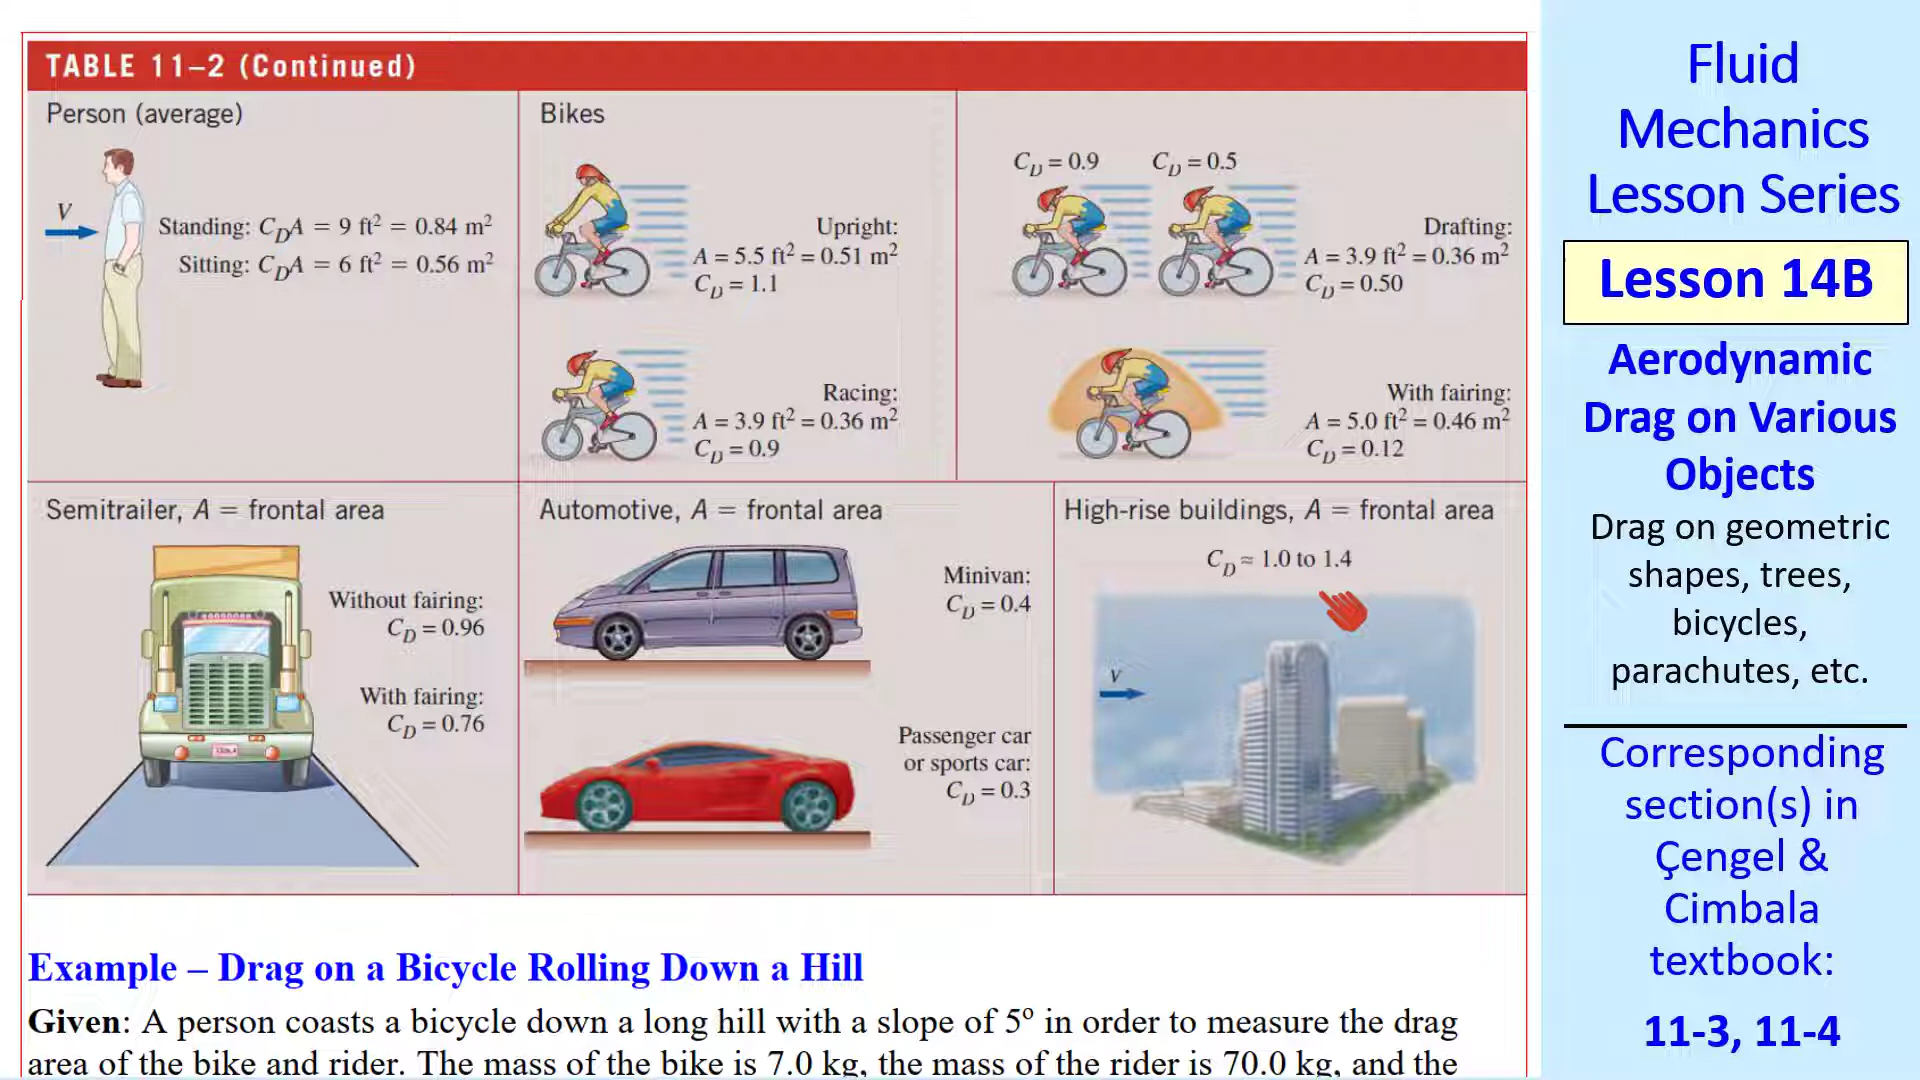 TABLE 11–2 (Continued)
Person (average)
V
Standing: C_D A = 9 ft² = 0.84 m²
Sitting: C_D A = 6 ft² = 0.56 m²
Bikes
Upright:
A = 5.5 ft² = 0.51 m²
C_D = 1.1
Racing:
A = 3.9 ft² = 0.36 m²
C_D = 0.9
C_D = 0.9
C_D = 0.5
Drafting:
A = 3.9 ft² = 0.36 m²
C_D = 0.50
With fairing:
A = 5.0 ft² = 0.46 m²
C_D = 0.12
Semitrailer, A = frontal area
Without fairing:
C_D = 0.96
With fairing:
C_D = 0.76
Automotive, A = frontal area
Minivan:
C_D = 0.4
Passenger car
or sports car:
C_D = 0.3
High-rise buildings, A = frontal area
C_D ≈ 1.0 to 1.4
V
Example – Drag on a Bicycle Rolling Down a Hill
Given: A person coasts a bicycle down a long hill with a slope of 5º in order to measure the drag
area of the bike and rider. The mass of the bike is 7.0 kg, the mass of the rider is 70.0 kg, and the
Fluid
Mechanics
Lesson Series
Lesson 14B
Aerodynamic
Drag on Various
Objects
Drag on geometric
shapes, trees,
bicycles,
parachutes, etc.
Corresponding
section(s) in
Çengel &
Cimbala
textbook:
11-3, 11-4